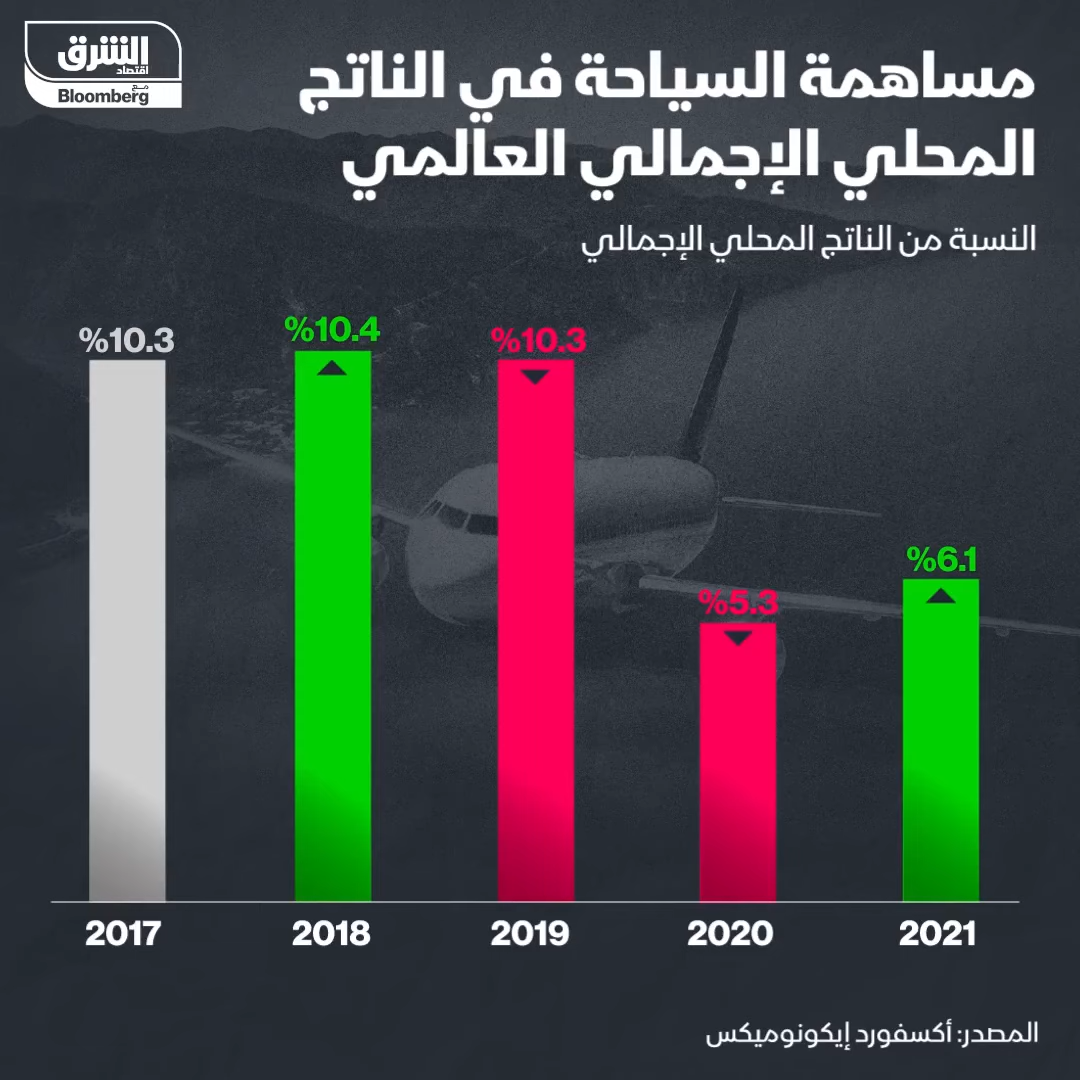 الشرق
اقتصاد
مع
Bloomberg
مساهمة السياحة في الناتج
المحلي الإجمالي العالمي
النسبة من الناتج المحلي الإجمالي
%10.3
%10.4
%10.3
%5.3
%6.1
2017 2018 2019 2020 2021
المصدر: أكسفورد إيكونوميكس